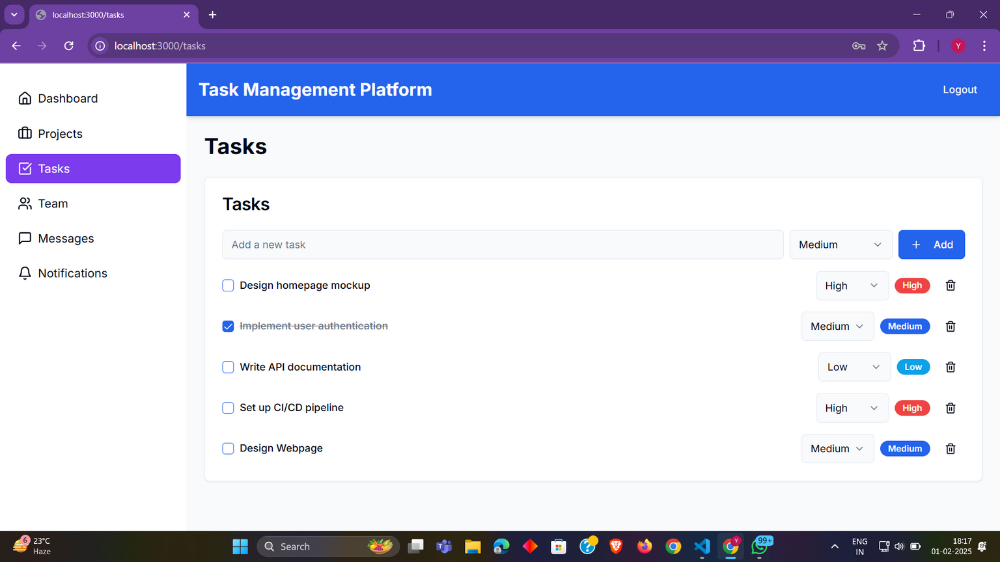 localhost:3000/tasks
localhost:3000/tasks
Y
Dashboard
Projects
Tasks
Team
Messages
Notifications
Task Management Platform
Logout
Tasks
Tasks
Add a new task
Medium
Add
Design homepage mockup
High
High
Implement user authentication
Medium
Medium
Write API documentation
Low
Low
Set up CI/CD pipeline
High
High
Design Webpage
Medium
Medium
6
23°C
Haze
Search
Y
99+
ENG
IN
18:17
01-02-2025